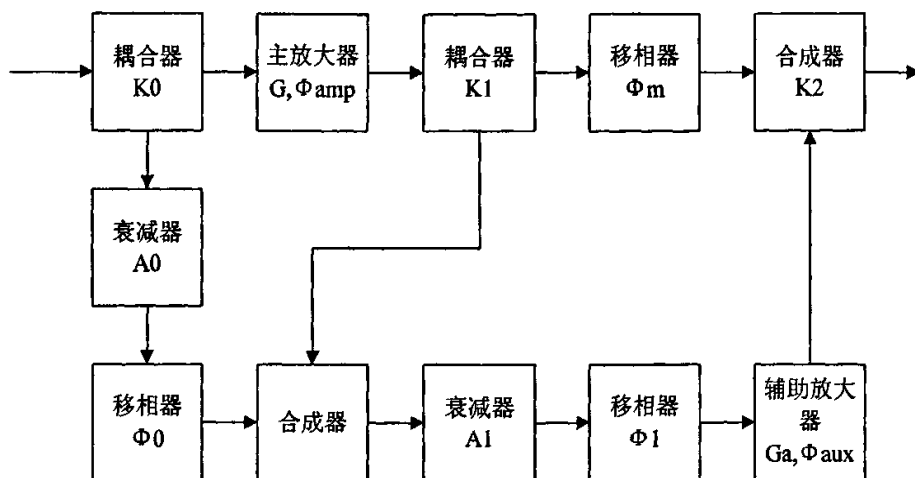 耦合器
K0
主放大器
G,Φamp
耦合器
K1
移相器
Φm
合成器
K2
衰减器
A0
移相器
Φ0
合成器
衰减器
A1
移相器
Φ1
辅助放大
器
Ga,Φaux